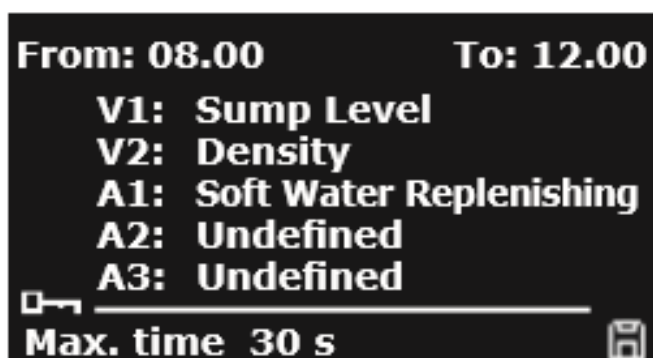 From: 08.00 To: 12.00
V1: Sump Level
V2: Density
A1: Soft Water Replenishing
A2: Undefined
A3: Undefined
Max. time 30 s